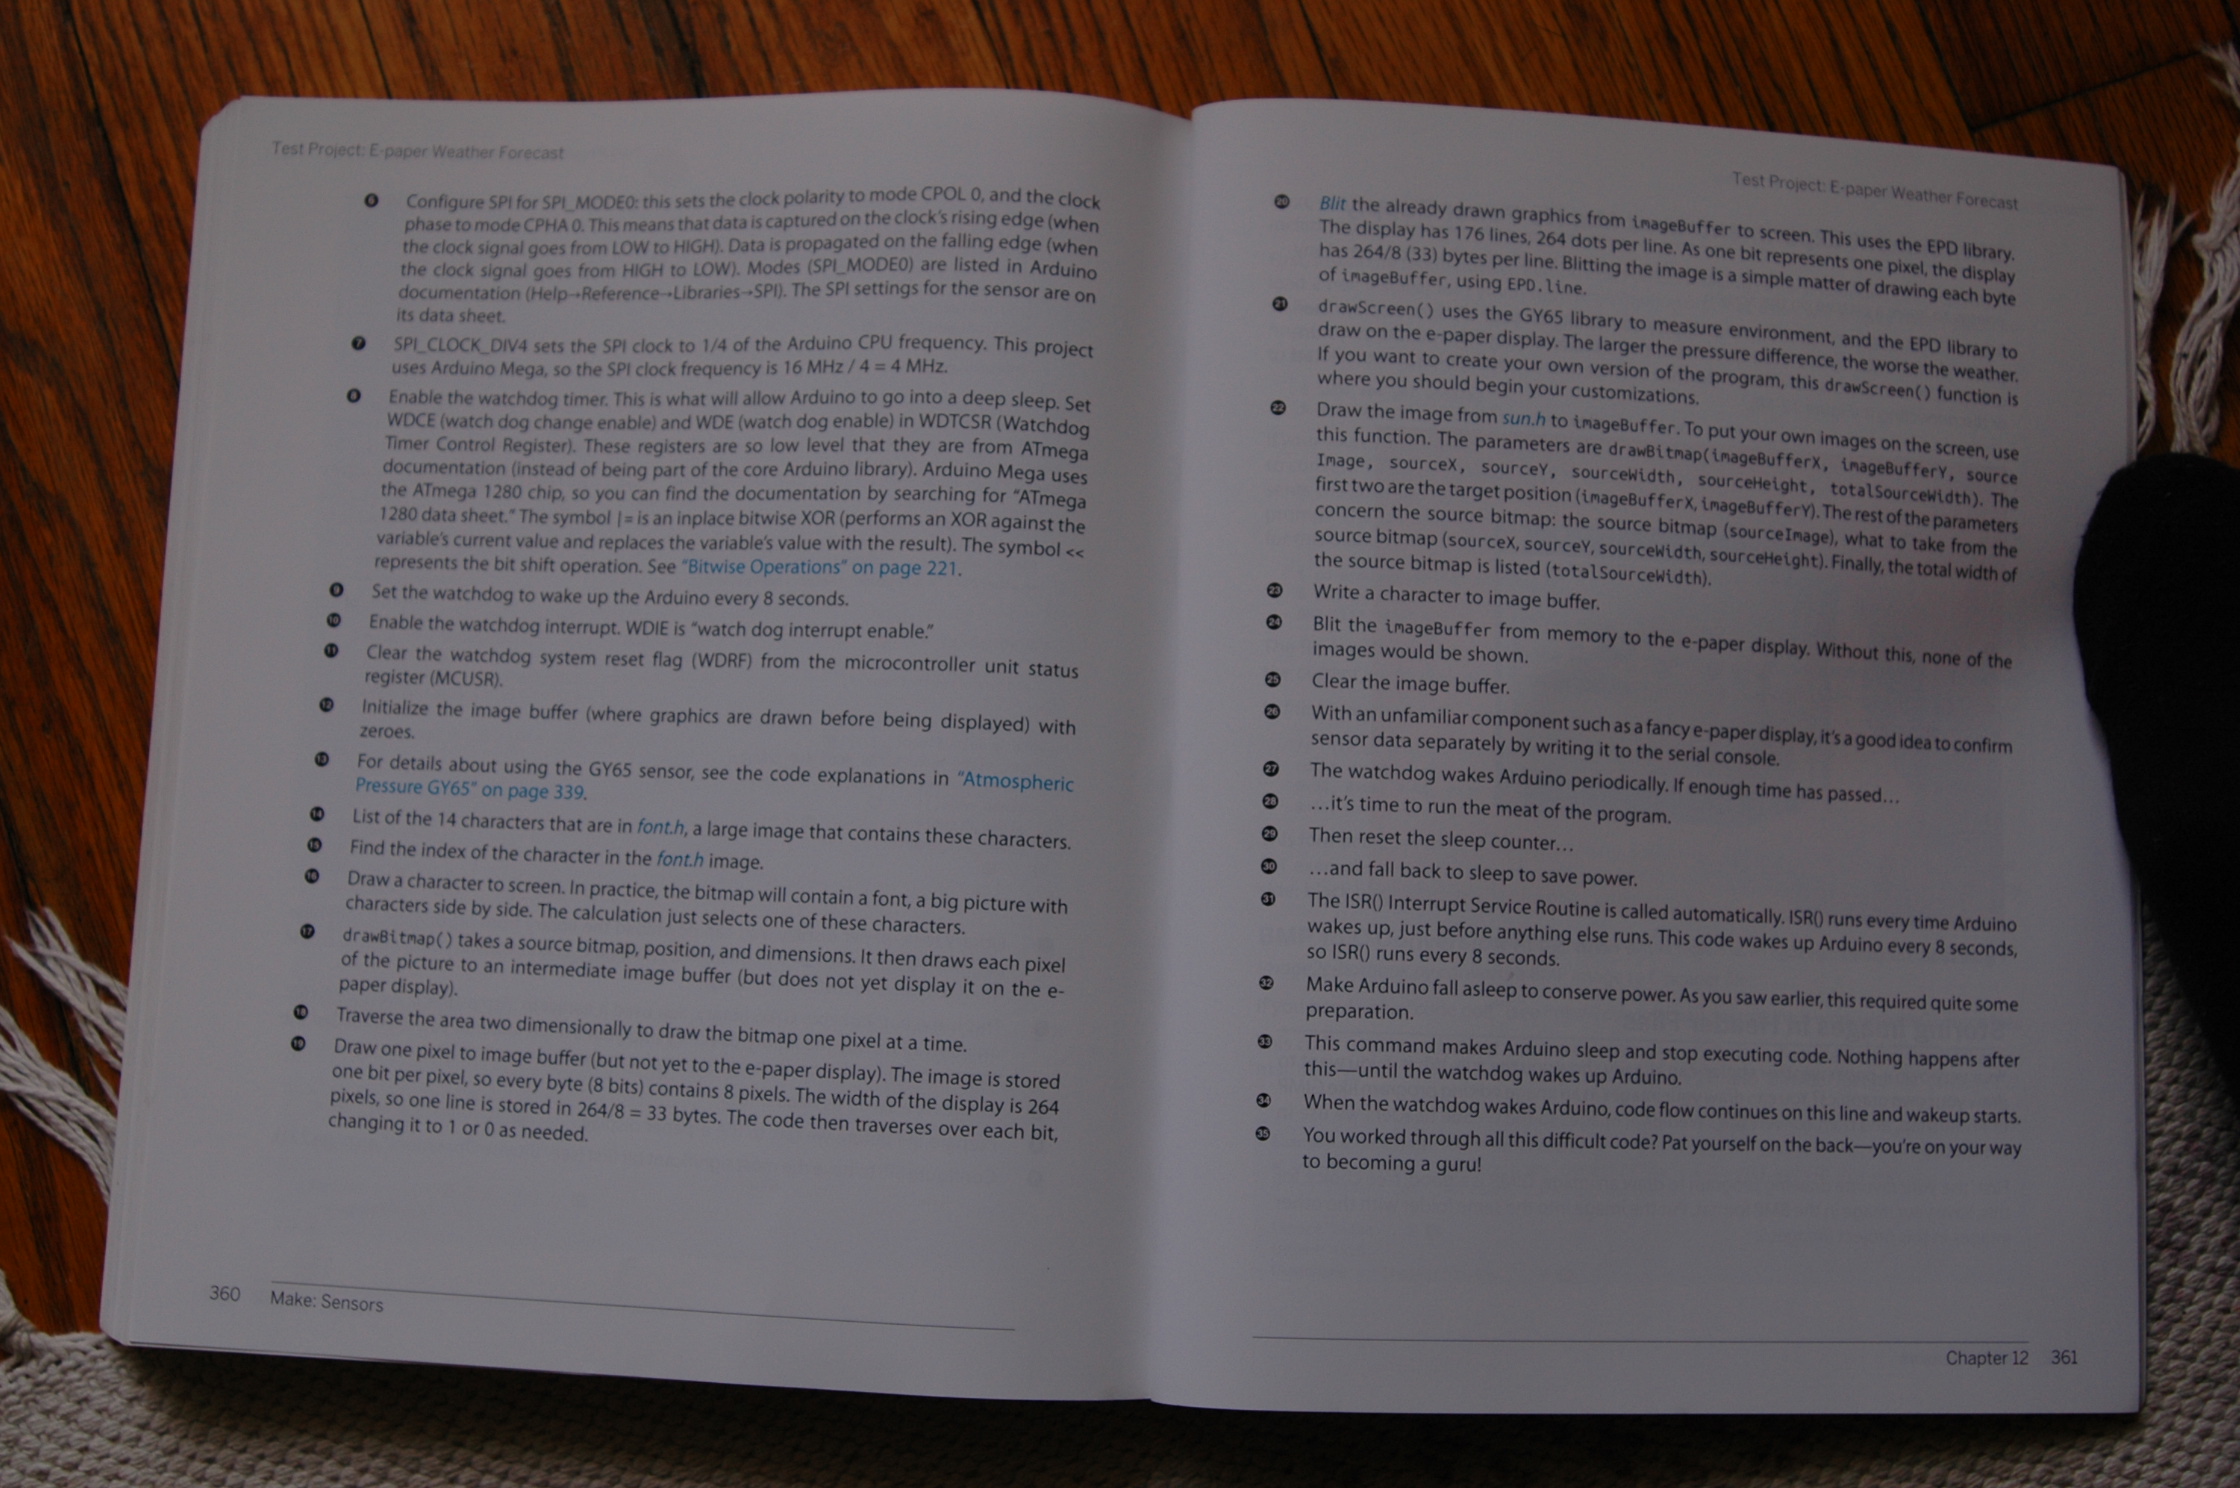 Test Project: E-paper Weather Forecast
6 Configure SPI for SPI_MODE0: this sets the clock polarity to mode CPOL 0, and the clock
phase to mode CPHA 0. This means that data is captured on the clock's rising edge (when
the clock signal goes from LOW to HIGH). Data is propagated on the falling edge (when
the clock signal goes from HIGH to LOW). Modes (SPI_MODE0) are listed in Arduino
documentation (Help→Reference→Libraries→SPI). The SPI settings for the sensor are on
its data sheet.
7 SPI_CLOCK_DIV4 sets the SPI clock to 1/4 of the Arduino CPU frequency. This project
uses Arduino Mega, so the SPI clock frequency is 16 MHz / 4 = 4 MHz.
8 Enable the watchdog timer. This is what will allow Arduino to go into a deep sleep. Set
WDCE (watch dog change enable) and WDE (watch dog enable) in WDTCSR (Watchdog
Timer Control Register). These registers are so low level that they are from ATmega
documentation (instead of being part of the core Arduino library). Arduino Mega uses
the ATmega 1280 chip, so you can find the documentation by searching for "ATmega
1280 data sheet." The symbol |= is an inplace bitwise XOR (performs an XOR against the
variable's current value and replaces the variable's value with the result). The symbol <<
represents the bit shift operation. See "Bitwise Operations" on page 221.
9 Set the watchdog to wake up the Arduino every 8 seconds.
10 Enable the watchdog interrupt. WDIE is "watch dog interrupt enable."
11 Clear the watchdog system reset flag (WDRF) from the microcontroller unit status
register (MCUSR).
12 Initialize the image buffer (where graphics are drawn before being displayed) with
zeroes.
13 For details about using the GY65 sensor, see the code explanations in "Atmospheric
Pressure GY65" on page 339.
14 List of the 14 characters that are in font.h, a large image that contains these characters.
15 Find the index of the character in the font.h image.
16 Draw a character to screen. In practice, the bitmap will contain a font, a big picture with
characters side by side. The calculation just selects one of these characters.
17 drawBitmap() takes a source bitmap, position, and dimensions. It then draws each pixel
of the picture to an intermediate image buffer (but does not yet display it on the e-
paper display).
18 Traverse the area two dimensionally to draw the bitmap one pixel at a time.
19 Draw one pixel to image buffer (but not yet to the e-paper display). The image is stored
one bit per pixel, so every byte (8 bits) contains 8 pixels. The width of the display is 264
pixels, so one line is stored in 264/8 = 33 bytes. The code then traverses over each bit,
changing it to 1 or 0 as needed.
360 Make: Sensors
Test Project: E-paper Weather Forecast
20 Blit the already drawn graphics from imageBuffer to screen. This uses the EPD library.
The display has 176 lines, 264 dots per line. As one bit represents one pixel, the display
has 264/8 (33) bytes per line. Blitting the image is a simple matter of drawing each byte
of imageBuffer, using EPD.line.
21 drawScreen() uses the GY65 library to measure environment, and the EPD library to
draw on the e-paper display. The larger the pressure difference, the worse the weather.
If you want to create your own version of the program, this drawScreen() function is
where you should begin your customizations.
22 Draw the image from sun.h to imageBuffer. To put your own images on the screen, use
this function. The parameters are drawBitmap(imageBufferX, imageBufferY, source
Image, sourceX, sourceY, sourceWidth, sourceHeight, totalSourceWidth). The
first two are the target position (imageBufferX, imageBufferY). The rest of the parameters
concern the source bitmap: the source bitmap (sourceImage), what to take from the
source bitmap (sourceX, sourceY, sourceWidth, sourceHeight). Finally, the total width of
the source bitmap is listed (totalSourceWidth).
23 Write a character to image buffer.
24 Blit the imageBuffer from memory to the e-paper display. Without this, none of the
images would be shown.
25 Clear the image buffer.
26 With an unfamiliar component such as a fancy e-paper display, it's a good idea to confirm
sensor data separately by writing it to the serial console.
27 The watchdog wakes Arduino periodically. If enough time has passed…
28 …it's time to run the meat of the program.
29 Then reset the sleep counter…
30 …and fall back to sleep to save power.
31 The ISR() Interrupt Service Routine is called automatically. ISR() runs every time Arduino
wakes up, just before anything else runs. This code wakes up Arduino every 8 seconds,
so ISR() runs every 8 seconds.
32 Make Arduino fall asleep to conserve power. As you saw earlier, this required quite some
preparation.
33 This command makes Arduino sleep and stop executing code. Nothing happens after
this—until the watchdog wakes up Arduino.
34 When the watchdog wakes Arduino, code flow continues on this line and wakeup starts.
35 You worked through all this difficult code? Pat yourself on the back—you're on your way
to becoming a guru!
Chapter 12 361